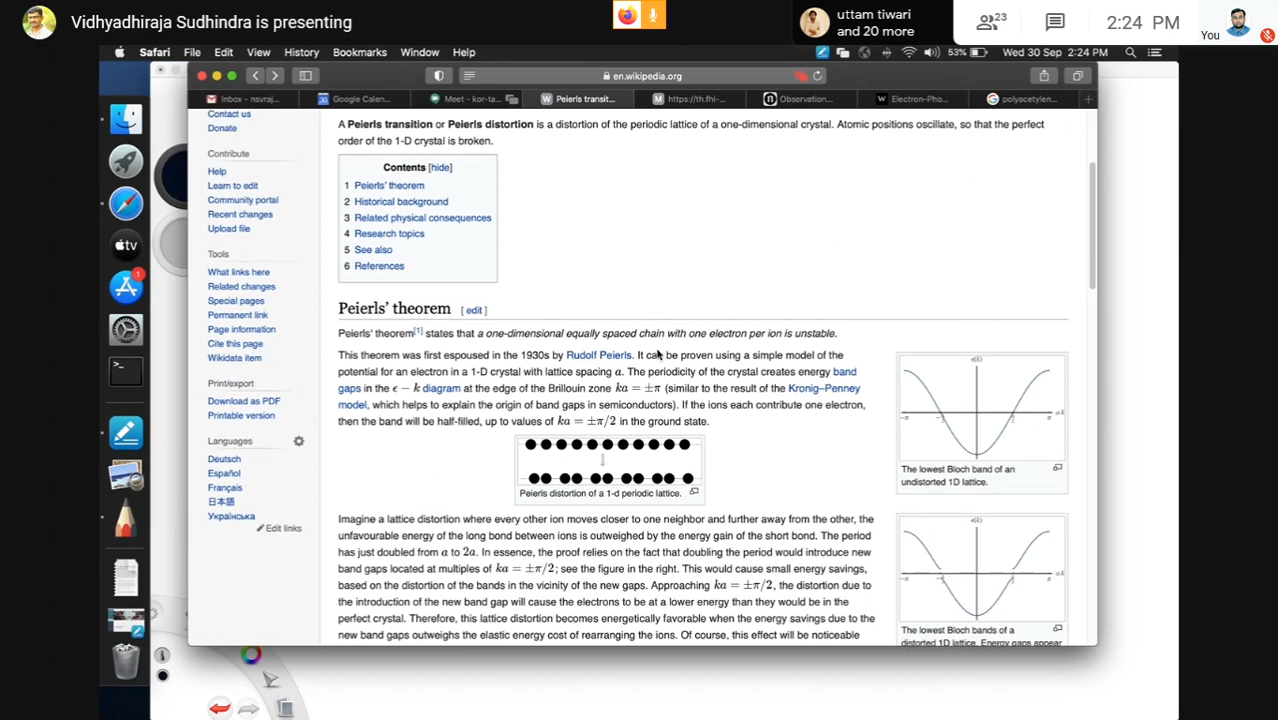 Vidhyadhiraja Sudhindra is presenting
uttam tiwari
and 20 more
23
2:24 PM
You
Safari File Edit View History Bookmarks Window Help
53% Wed 30 Sep 2:24 PM
en.wikipedia.org
Inbox - nsvraj...
Google Calen...
Meet - kor-ta...
W Peierls transit...
M https://th.fhi-...
n Observation...
W Electron–Pho...
G polyacetylen...
Contact us
Donate
Contribute
Help
Learn to edit
Community portal
Recent changes
Upload file
Tools
What links here
Related changes
Special pages
Permanent link
Page information
Cite this page
Wikidata item
Print/export
Download as PDF
Printable version
Languages
Deutsch
Español
Français
日本語
Українська
Edit links
A Peierls transition or Peierls distortion is a distortion of the periodic lattice of a one-dimensional crystal. Atomic positions oscillate, so that the perfect
order of the 1-D crystal is broken.
Contents [hide]
1 Peierls' theorem
2 Historical background
3 Related physical consequences
4 Research topics
5 See also
6 References
Peierls' theorem [ edit ]
Peierls' theorem[1] states that a one-dimensional equally spaced chain with one electron per ion is unstable.
This theorem was first espoused in the 1930s by Rudolf Peierls. It can be proven using a simple model of the
potential for an electron in a 1-D crystal with lattice spacing a. The periodicity of the crystal creates energy band
gaps in the ϵ − k diagram at the edge of the Brillouin zone ka = ±π (similar to the result of the Kronig–Penney
model, which helps to explain the origin of band gaps in semiconductors). If the ions each contribute one electron,
then the band will be half-filled, up to values of ka = ±π/2 in the ground state.
Peierls distortion of a 1-d periodic lattice.
Imagine a lattice distortion where every other ion moves closer to one neighbor and further away from the other, the
unfavourable energy of the long bond between ions is outweighed by the energy gain of the short bond. The period
has just doubled from a to 2a. In essence, the proof relies on the fact that doubling the period would introduce new
band gaps located at multiples of ka = ±π/2; see the figure in the right. This would cause small energy savings,
based on the distortion of the bands in the vicinity of the new gaps. Approaching ka = ±π/2, the distortion due to
the introduction of the new band gap will cause the electrons to be at a lower energy than they would be in the
perfect crystal. Therefore, this lattice distortion becomes energetically favorable when the energy savings due to the
new band gaps outweighs the elastic energy cost of rearranging the ions. Of course, this effect will be noticeable
ε(k)
-π
π
a k
The lowest Bloch band of an
undistorted 1D lattice.
ε(k)
-π
π
a k
The lowest Bloch bands of a
distorted 1D lattice. Energy gaps appear
tv
1